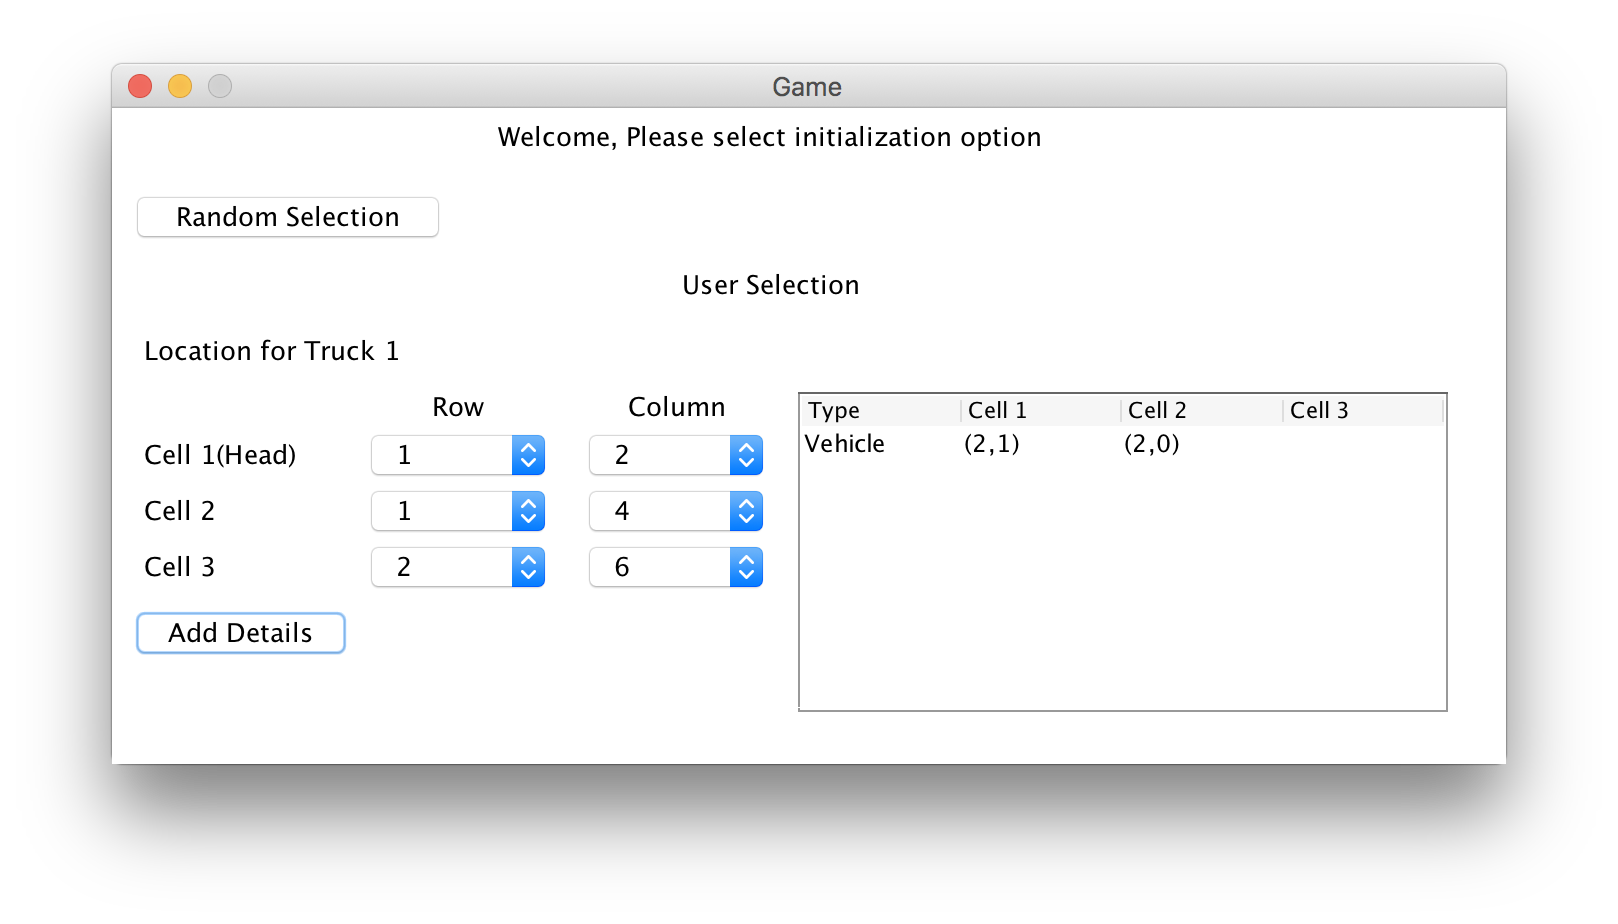 Game
Welcome, Please select initialization option
Random Selection
User Selection
Location for Truck 1
Row Column
Cell 1(Head) 1 2
Cell 2 1 4
Cell 3 2 6
Add Details
Type Cell 1 Cell 2 Cell 3
Vehicle (2,1) (2,0)